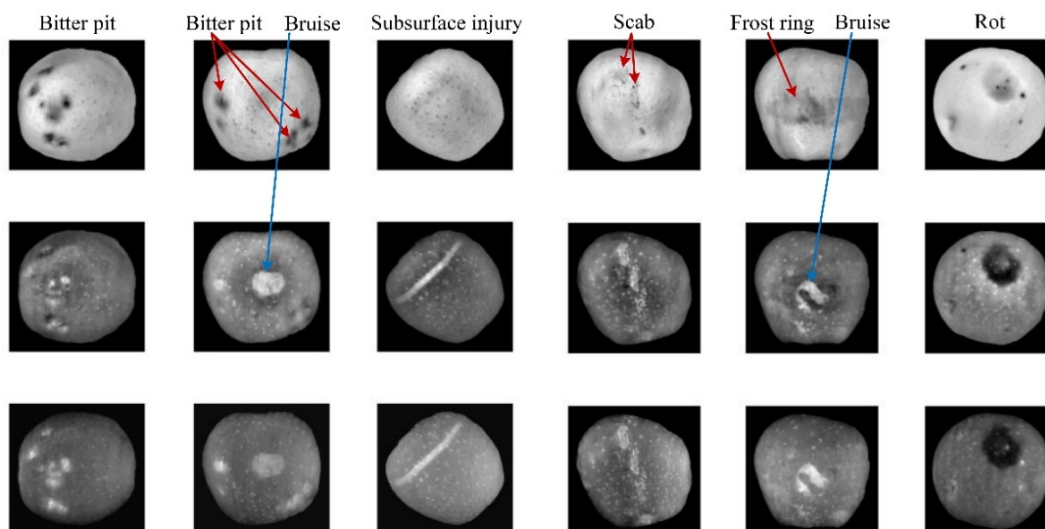 Bitter pit
Bitter pit
Bruise
Subsurface injury
Scab
Frost ring
Bruise
Rot